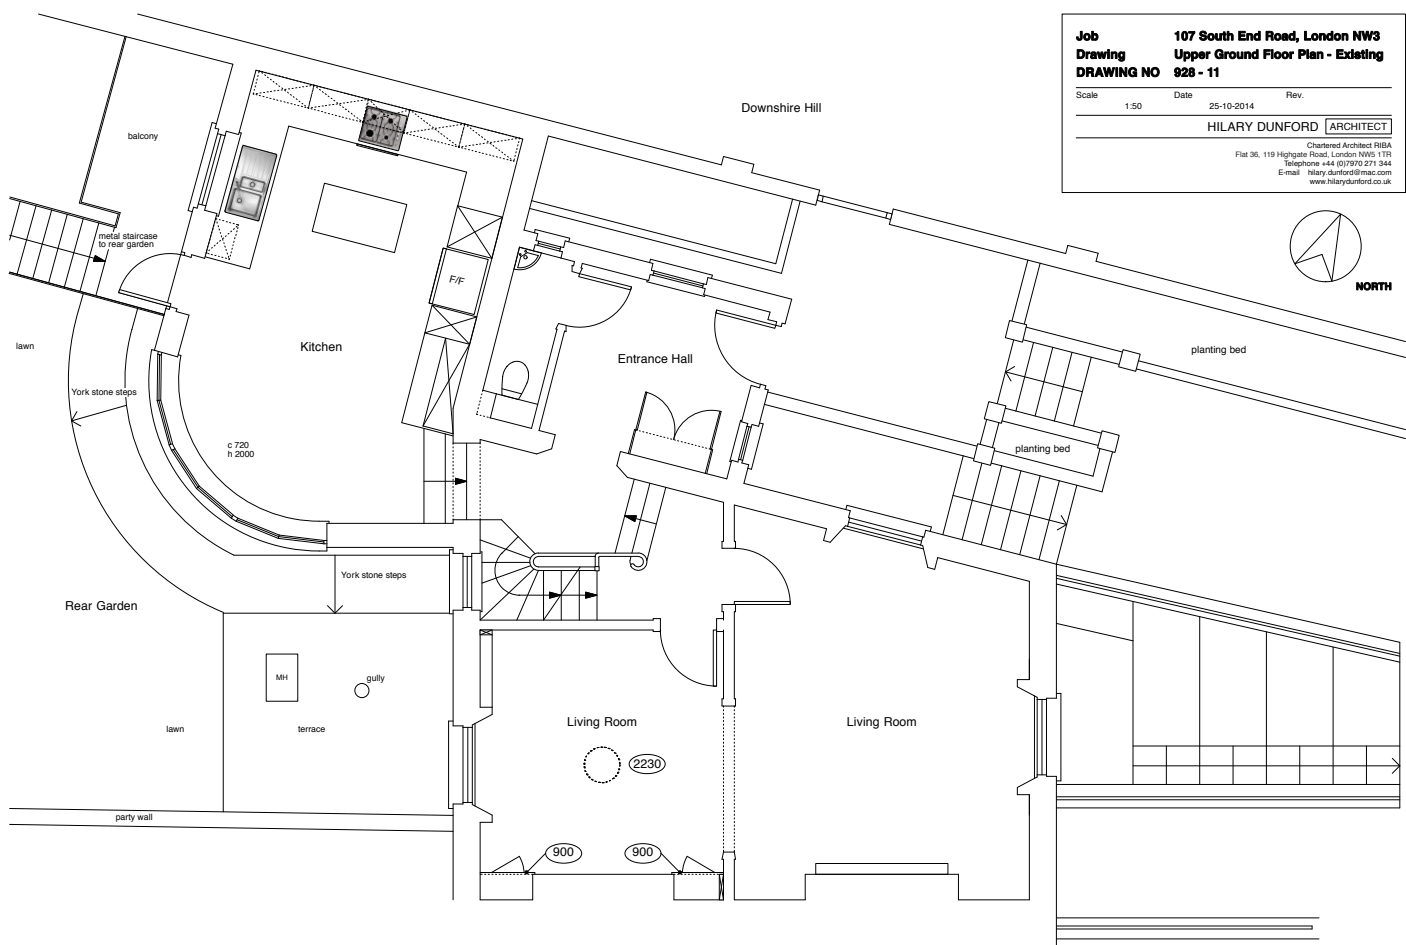 Job 107 South End Road, London NW3
Drawing Upper Ground Floor Plan - Existing
DRAWING NO 928 - 11
Scale Date Rev.
1:50 25-10-2014
HILARY DUNFORD ARCHITECT
Chartered Architect RIBA
Flat 36, 119 Highgate Road, London NW5 1TR
Telephone +44 (0)7970 271 344
E-mail hilary.dunford@mac.com
www.hilarydunford.co.uk
Downshire Hill
NORTH
balcony
metal staircase
to rear garden
F/F
lawn
Kitchen
Entrance Hall
planting bed
York stone steps
c 720
h 2000
planting bed
York stone steps
Rear Garden
MH
gully
lawn
terrace
Living Room
Living Room
2230
party wall
900
900